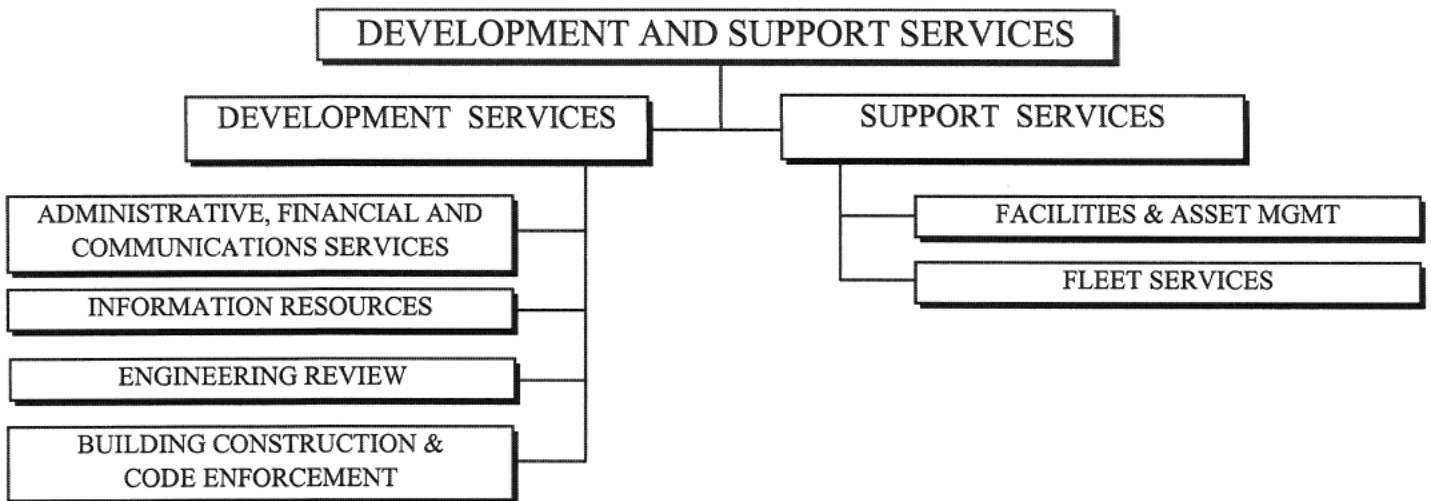 DEVELOPMENT AND SUPPORT SERVICES
DEVELOPMENT SERVICES
SUPPORT SERVICES
ADMINISTRATIVE, FINANCIAL AND
COMMUNICATIONS SERVICES
INFORMATION RESOURCES
ENGINEERING REVIEW
BUILDING CONSTRUCTION &
CODE ENFORCEMENT
FACILITIES & ASSET MGMT
FLEET SERVICES